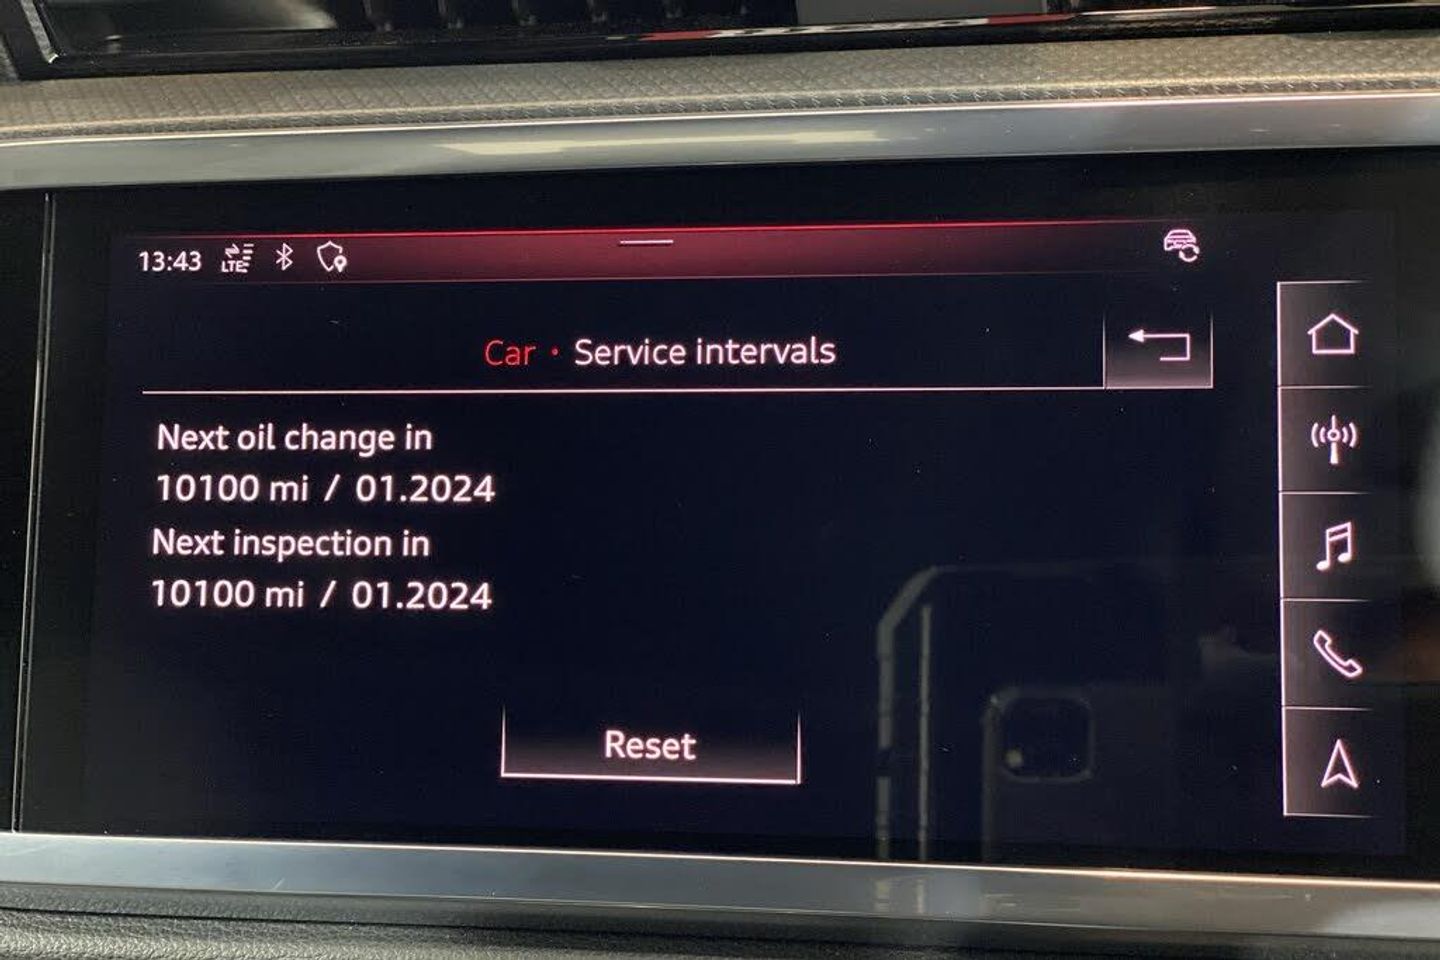 13:43 LTE
Car • Service intervals
Next oil change in
10100 mi / 01.2024
Next inspection in
10100 mi / 01.2024
Reset